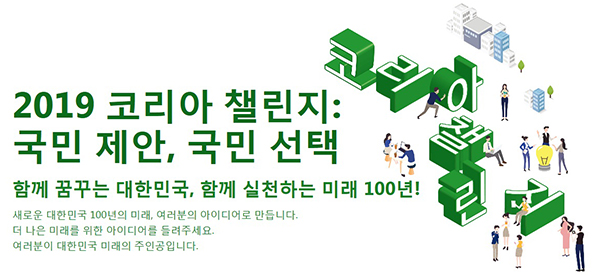 2019 코리아 챌린지:
국민 제안, 국민 선택
함께 꿈꾸는 대한민국, 함께 실천하는 미래 100년!
새로운 대한민국 100년의 미래, 여러분의 아이디어로 만듭니다.
더 나은 미래를 위한 아이디어를 들려주세요.
여러분이 대한민국 미래의 주인공입니다.
코리아
챌린지